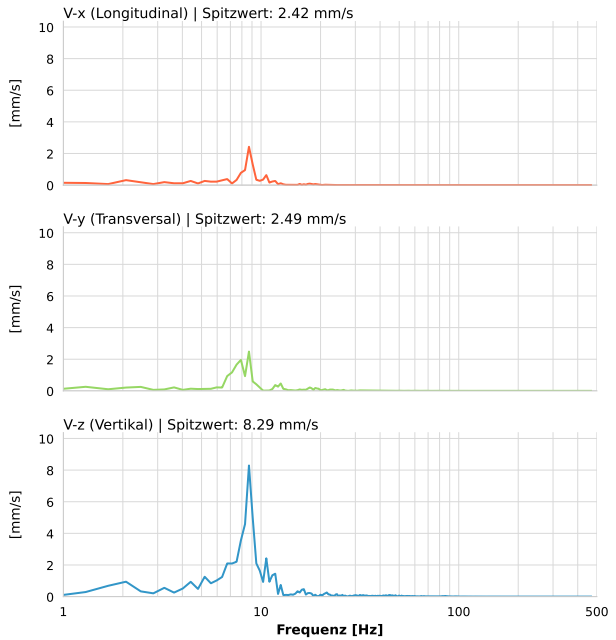 V-x (Longitudinal) | Spitzwert: 2.42 mm/s
10
8
6
4
2
0
[mm/s]
V-y (Transversal) | Spitzwert: 2.49 mm/s
10
8
6
4
2
0
[mm/s]
V-z (Vertikal) | Spitzwert: 8.29 mm/s
10
8
6
4
2
0
[mm/s]
1 10 100 500
Frequenz [Hz]